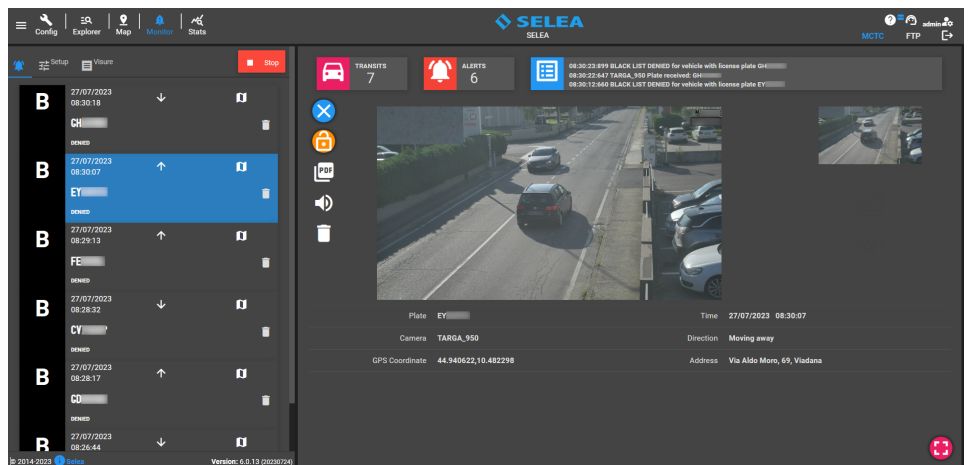 Config
Explorer
Map
Monitor
Stats
SELEA
SELEA
admin
MCTC
FTP
Setup
Visure
Stop
TRANSITS
7
ALERTS
6
08:30:23:899 BLACK LIST DENIED for vehicle with license plate GH
08:30:22:647 TARGA_950 Plate received: GH
08:30:12:660 BLACK LIST DENIED for vehicle with license plate EY
B
27/07/2023
08:30:18
CH
DENIED
B
27/07/2023
08:30:07
EY
DENIED
B
27/07/2023
08:29:13
FE
DENIED
B
27/07/2023
08:28:32
CV
DENIED
B
27/07/2023
08:28:17
CD
DENIED
B
27/07/2023
08:26:44
PDF
Plate EY
Time 27/07/2023 08:30:07
Camera TARGA_950
Direction Moving away
GPS Coordinate 44.940622,10.482298
Address Via Aldo Moro, 69, Viadana
© 2014-2023 Selea
Version: 6.0.13 (20230724)